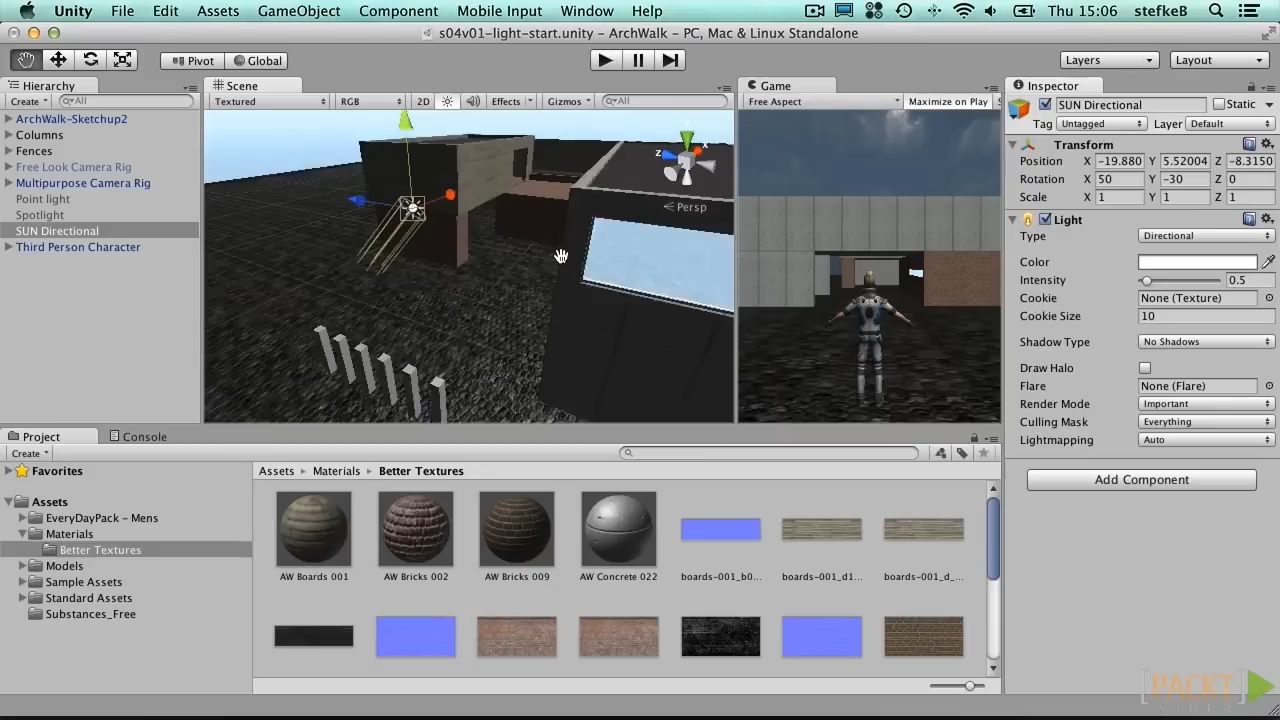 Unity File Edit Assets GameObject Component Mobile Input Window Help Thu 15:06 stefkeB
s04v01-light-start.unity - ArchWalk - PC, Mac & Linux Standalone
Pivot Global Layers Layout
Hierarchy
Create All
ArchWalk-Sketchup2
Columns
Fences
Free Look Camera Rig
Multipurpose Camera Rig
Point light
Spotlight
SUN Directional
Third Person Character
Scene
Textured RGB 2D Effects Gizmos All
z x
Persp
Game
Free Aspect Maximize on Play S
Inspector
SUN Directional Static
Tag Untagged Layer Default
Transform
Position X -19.880 Y 5.52004 Z -8.3150
Rotation X 50 Y -30 Z 0
Scale X 1 Y 1 Z 1
Light
Type Directional
Color
Intensity 0.5
Cookie None (Texture)
Cookie Size 10
Shadow Type No Shadows
Draw Halo
Flare None (Flare)
Render Mode Important
Culling Mask Everything
Lightmapping Auto
Add Component
Project Console
Create
Favorites
Assets
EveryDayPack - Mens
Materials
Better Textures
Models
Sample Assets
Standard Assets
Substances_Free
Assets Materials Better Textures
AW Boards 001 AW Bricks 002 AW Bricks 009 AW Concrete 022 boards-001_b0... boards-001_d1... boards-001_d_...
PACKT
VIDEO